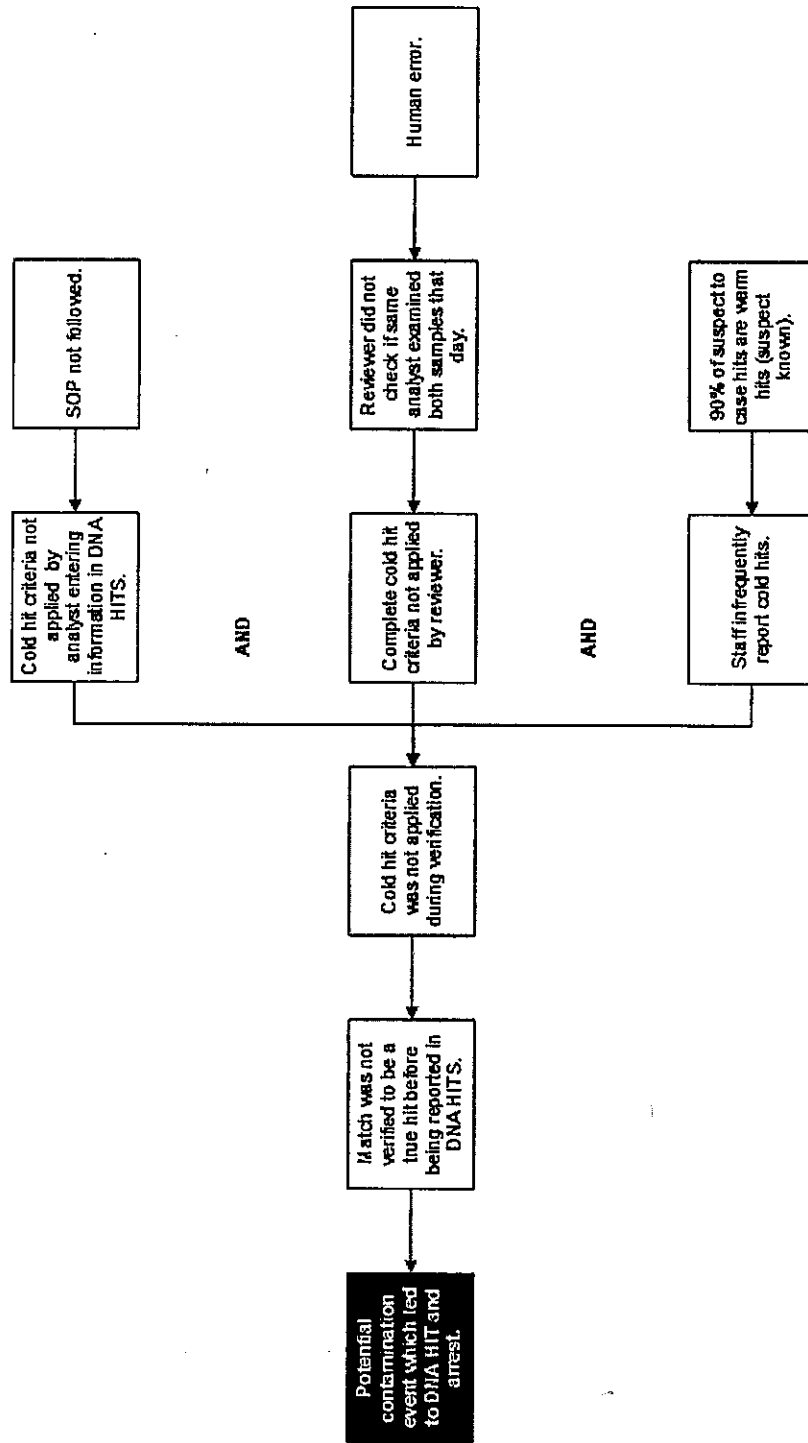 Potential
contamination
event which led
to DNA HIT and
arrest.
Match was not
verified to be a
true hit before
being reported in
DNA HITS.
Cold hit criteria
was not applied
during verification.
Cold hit criteria not
applied by
analyst entering
information in DNA
HITS.
SOP not followed.
AND
Complete cold hit
criteria not applied
by reviewer.
Reviewer did not
check if same
analyst examined
both samples that
day.
Human error.
AND
Staff infrequently
report cold hits.
90% of suspect to
case hits are warm
hits (suspect
known).